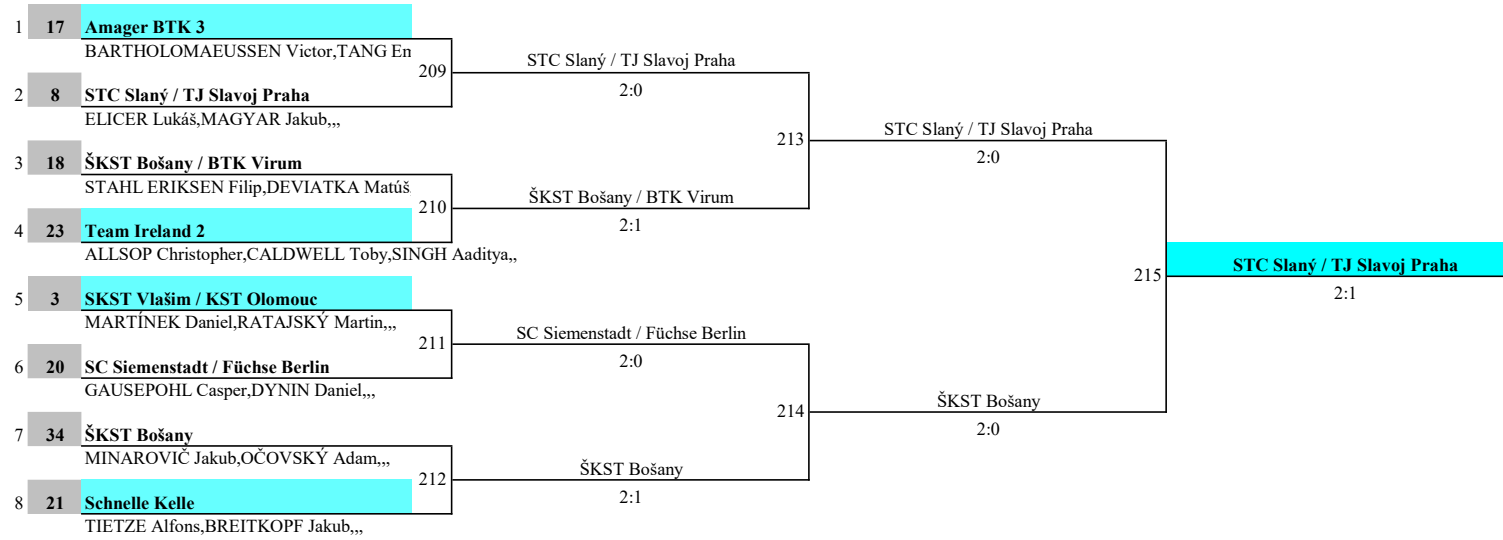 1 17 Amager BTK 3
BARTHOLOMAEUSSEN Victor,TANG En
209
STC Slaný / TJ Slavoj Praha
2:0
2 8 STC Slaný / TJ Slavoj Praha
ELICER Lukáš,MAGYAR Jakub,,,
213
STC Slaný / TJ Slavoj Praha
2:0
3 18 ŠKST Bošany / BTK Virum
STAHL ERIKSEN Filip,DEVIATKA Matúš
210
ŠKST Bošany / BTK Virum
2:1
4 23 Team Ireland 2
ALLSOP Christopher,CALDWELL Toby,SINGH Aaditya,,
215
STC Slaný / TJ Slavoj Praha
2:1
5 3 SKST Vlašim / KST Olomouc
MARTÍNEK Daniel,RATAJSKÝ Martin,,,
211
SC Siemenstadt / Füchse Berlin
2:0
6 20 SC Siemenstadt / Füchse Berlin
GAUSEPOHL Casper,DYNIN Daniel,,,
214
ŠKST Bošany
2:0
7 34 ŠKST Bošany
MINAROVIČ Jakub,OČOVSKÝ Adam,,,
212
ŠKST Bošany
2:1
8 21 Schnelle Kelle
TIETZE Alfons,BREITKOPF Jakub,,,